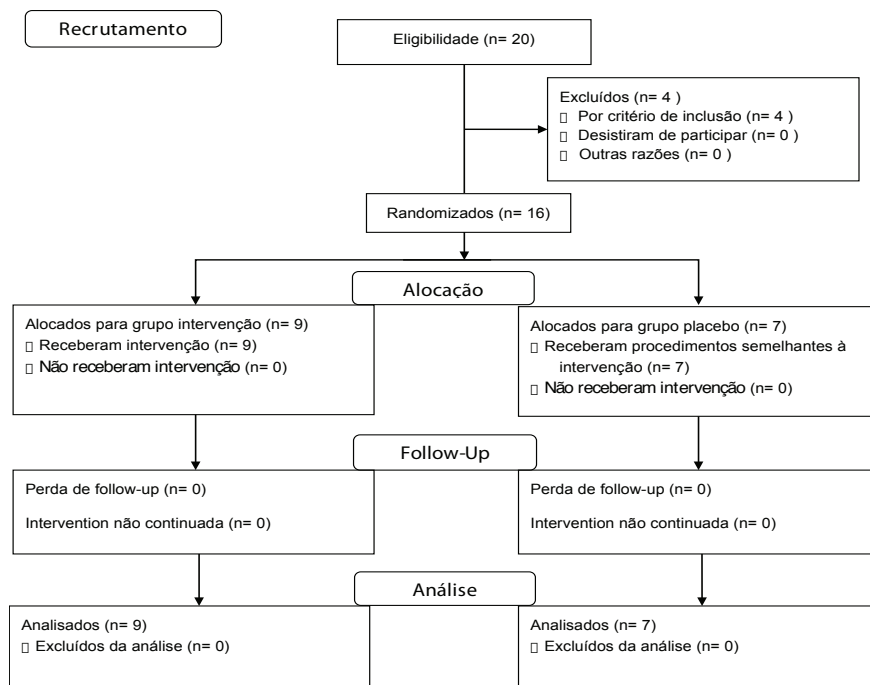 Recrutamento
Eligibilidade (n= 20)
Excluídos (n= 4 )
▯ Por critério de inclusão (n= 4 )
▯ Desistiram de participar (n= 0 )
▯ Outras razões (n= 0 )
Randomizados (n= 16)
Alocação
Alocados para grupo intervenção (n= 9)
▯ Receberam intervenção (n= 9)
▯ Não receberam intervenção (n= 0)
Alocados para grupo placebo (n= 7)
▯ Receberam procedimentos semelhantes à
intervenção (n= 7)
▯ Não receberam intervenção (n= 0)
Follow-Up
Perda de follow-up (n= 0)
Intervention não continuada (n= 0)
Perda de follow-up (n= 0)
Intervention não continuada (n= 0)
Análise
Analisados (n= 9)
▯ Excluídos da análise (n= 0)
Analisados (n= 7)
▯ Excluídos da análise (n= 0)